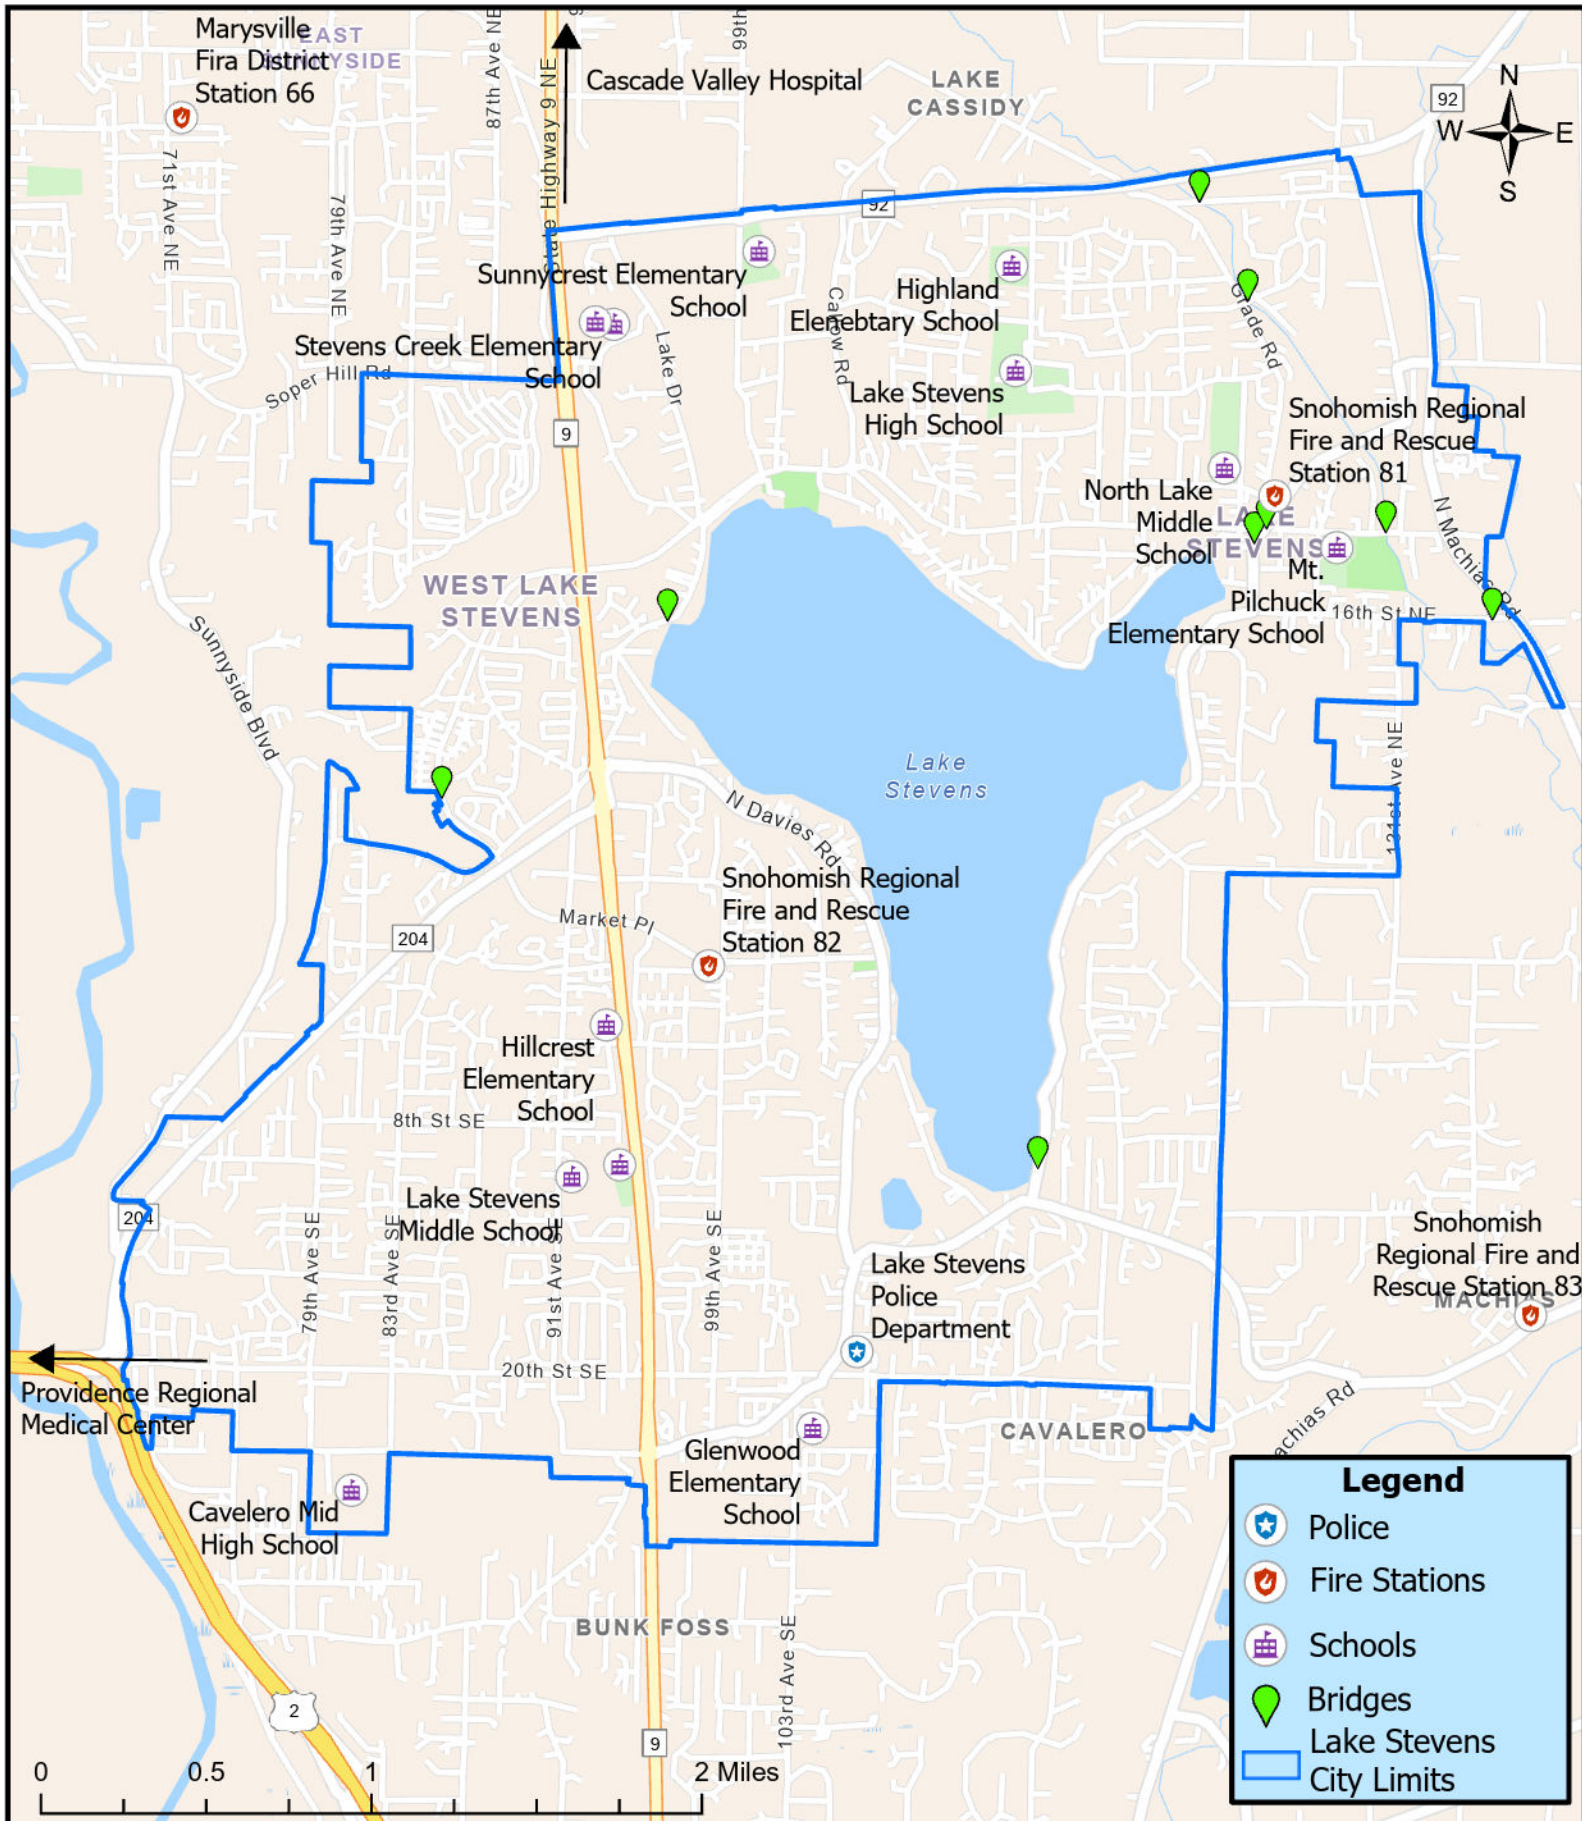 Marysville
Fira District
Station 66
EAST
SUNNYSIDE
87th Ave NE
99th
State Highway 9 NE
Cascade Valley Hospital
LAKE
CASSIDY
92
N
W
E
S
71st Ave NE
79th Ave NE
92
Sunnycrest Elementary
School
Highland
Elemebtary School
Callow Rd
Grade Rd
Stevens Creek Elementary
School
Soper Hill Rd
Lake Dr
Lake Stevens
High School
9
Snohomish Regional
Fire and Rescue
Station 81
North Lake
Middle
School
LAKE
STEVENS
N Machias Rd
Mt.
Pilchuck
Elementary School
16th St NE
WEST LAKE
STEVENS
Sunnyside Blvd
Lake
Stevens
131st Ave NE
N Davies Rd
Snohomish Regional
Fire and Rescue
Station 82
Market Pl
204
Hillcrest
Elementary
School
8th St SE
Lake Stevens
Middle School
204
79th Ave SE
83rd Ave SE
91st Ave SE
99th Ave SE
Snohomish
Regional Fire and
Rescue Station 83
MACHIAS
Lake Stevens
Police
Department
20th St SE
Providence Regional
Medical Center
CAVALERO
achias Rd
Glenwood
Elementary
School
Cavelero Mid
High School
BUNK FOSS
103rd Ave SE
2
9
Legend
Police
Fire Stations
Schools
Bridges
Lake Stevens
City Limits
0 0.5 1 2 Miles